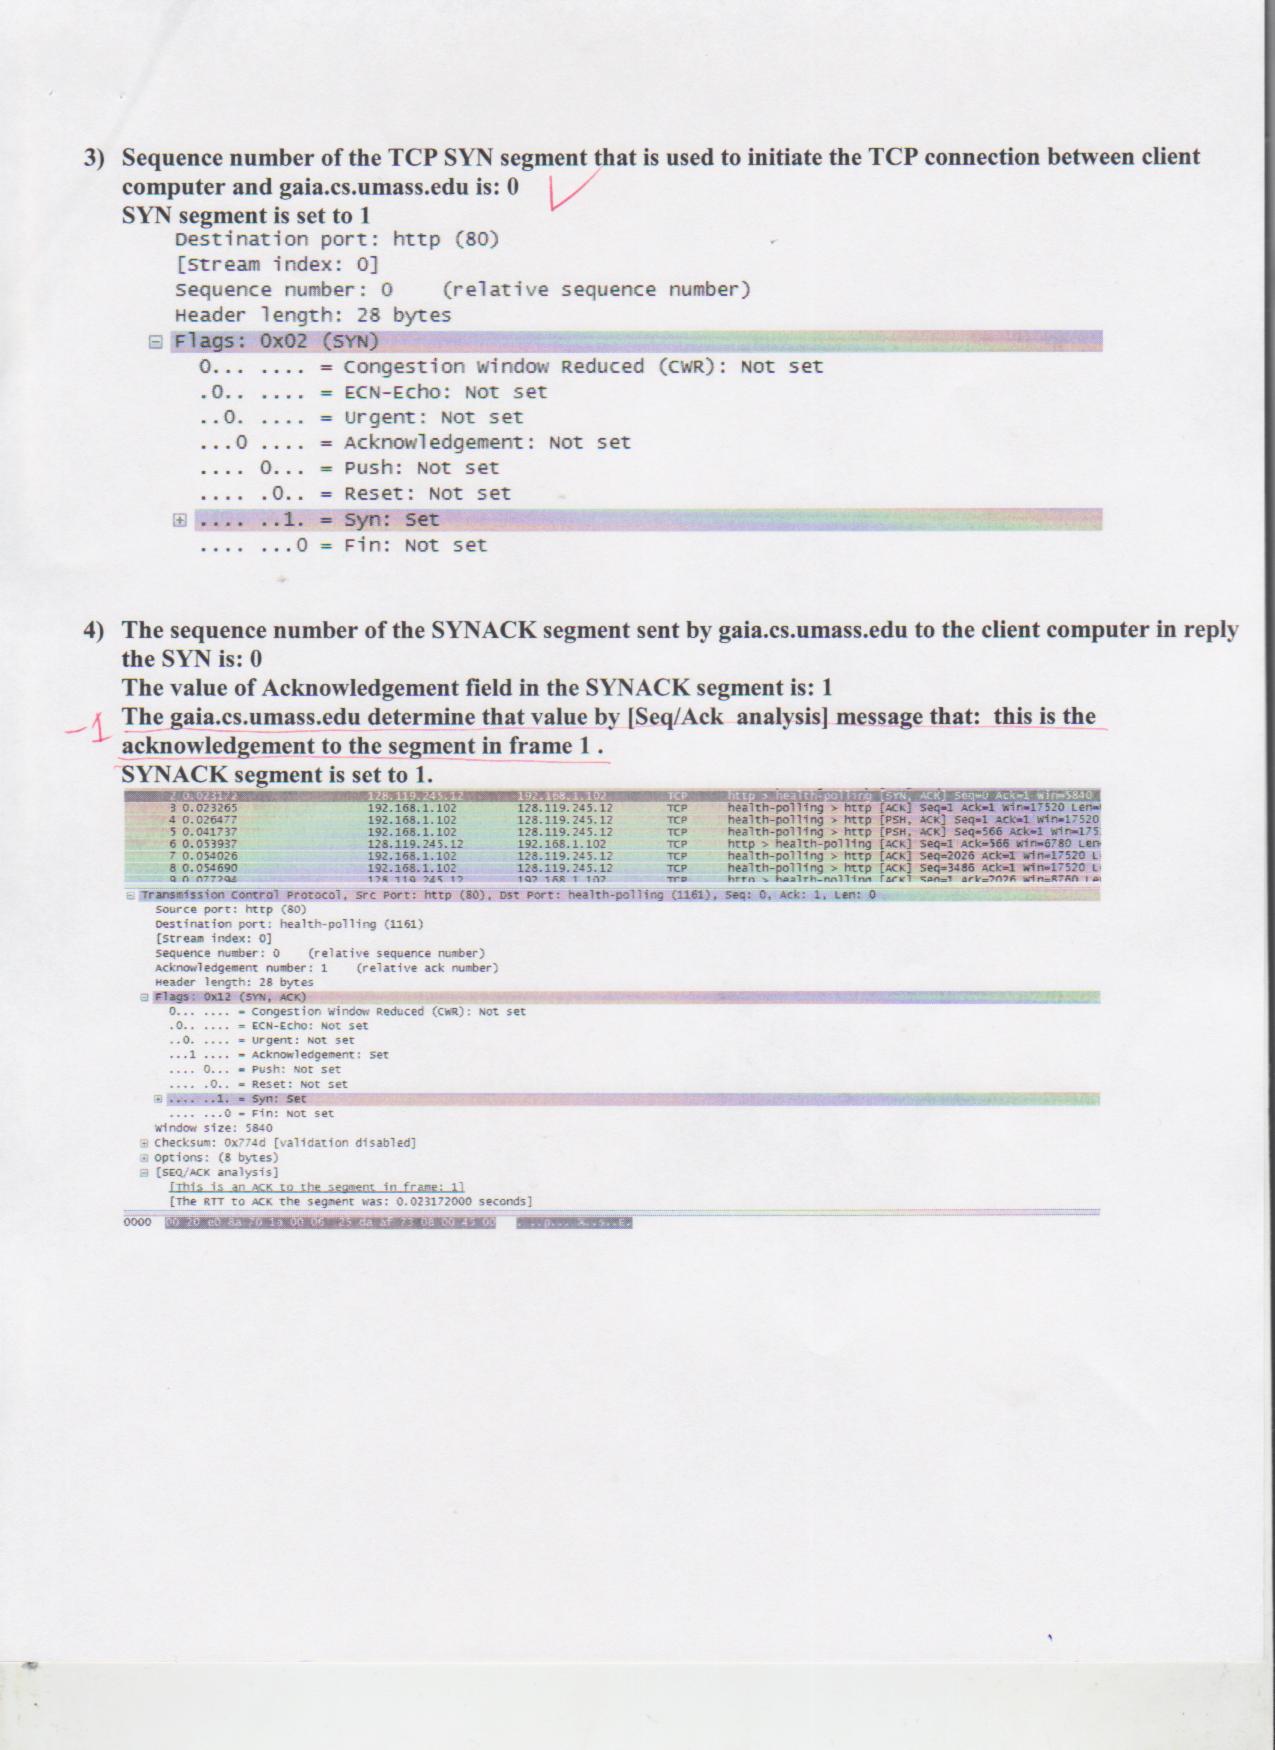 3) Sequence number of the TCP SYN segment that is used to initiate the TCP connection between client
computer and gaia.cs.umass.edu is: 0
SYN segment is set to 1
Destination port: http (80)
[Stream index: 0]
Sequence number: 0 (relative sequence number)
Header length: 28 bytes
Flags: 0x02 (SYN)
0... .... = Congestion Window Reduced (CWR): Not set
.0.. .... = ECN-Echo: Not set
..0. .... = Urgent: Not set
...0 .... = Acknowledgement: Not set
.... 0... = Push: Not set
.... .0.. = Reset: Not set
.... ..1. = Syn: Set
.... ...0 = Fin: Not set
4) The sequence number of the SYNACK segment sent by gaia.cs.umass.edu to the client computer in reply
the SYN is: 0
The value of Acknowledgement field in the SYNACK segment is: 1
-1 The gaia.cs.umass.edu determine that value by [Seq/Ack analysis] message that: this is the
acknowledgement to the segment in frame 1 .
SYNACK segment is set to 1.
2 0.023172 128.119.245.12 192.168.1.102 TCP http > health-polling [SYN, ACK] Seq=0 Ack=1 Win=5840
3 0.023265 192.168.1.102 128.119.245.12 TCP health-polling > http [ACK] Seq=1 Ack=1 Win=17520 Len=
4 0.026477 192.168.1.102 128.119.245.12 TCP health-polling > http [PSH, ACK] Seq=1 Ack=1 Win=17520
5 0.041737 192.168.1.102 128.119.245.12 TCP health-polling > http [PSH, ACK] Seq=566 Ack=1 Win=175
6 0.053937 128.119.245.12 192.168.1.102 TCP http > health-polling [ACK] Seq=1 Ack=566 Win=6780 Len
7 0.054026 192.168.1.102 128.119.245.12 TCP health-polling > http [ACK] Seq=2026 Ack=1 Win=17520 L
8 0.054690 192.168.1.102 128.119.245.12 TCP health-polling > http [ACK] Seq=3486 Ack=1 Win=17520 L
9 0.077294 128.119.245.12 192.168.1.102 TCP http > health-polling [ACK] Seq=1 Ack=2026 Win=8760 Le
Transmission Control Protocol, Src Port: http (80), Dst Port: health-polling (1161), Seq: 0, Ack: 1, Len: 0
Source port: http (80)
Destination port: health-polling (1161)
[Stream index: 0]
Sequence number: 0 (relative sequence number)
Acknowledgement number: 1 (relative ack number)
Header length: 28 bytes
Flags: 0x12 (SYN, ACK)
0... .... = Congestion Window Reduced (CWR): Not set
.0.. .... = ECN-Echo: Not set
..0. .... = Urgent: Not set
...1 .... = Acknowledgement: Set
.... 0... = Push: Not set
.... .0.. = Reset: Not set
.... ..1. = Syn: Set
.... ...0 = Fin: Not set
Window size: 5840
Checksum: 0x774d [validation disabled]
Options: (8 bytes)
[SEQ/ACK analysis]
[This is an ACK to the segment in frame: 1]
[The RTT to ACK the segment was: 0.023172000 seconds]
0000 00 20 e0 8a 70 1a 00 06 25 da af 73 08 00 45 00